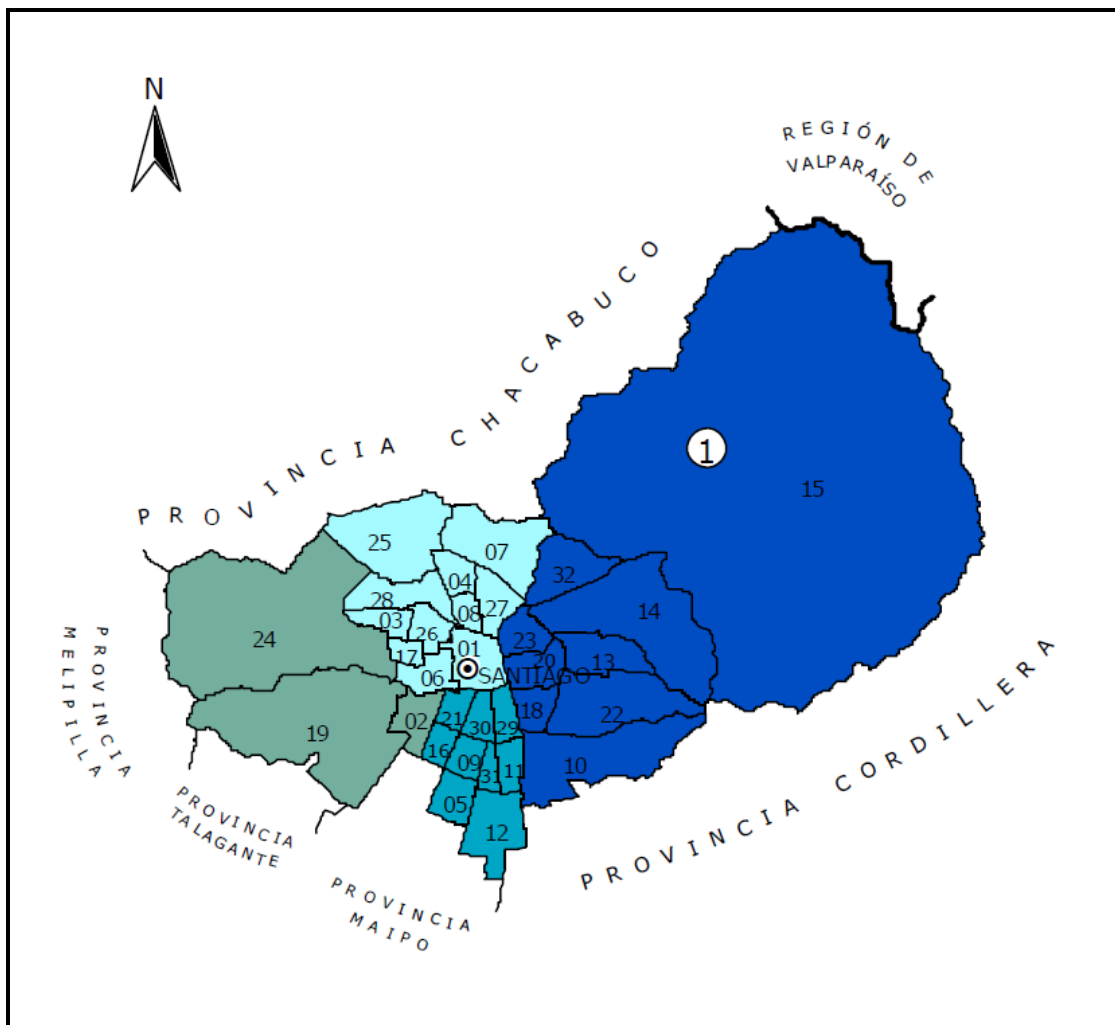 N
REGIÓN DE
VALPARAÍSO
PROVINCIA CHACABUCO
1
15
25
07
04
32
28
08
27
14
03
26
01
23
24
17
20
13
06
SANTIAGO
02
21
30
29
18
22
19
16
09
31
11
10
05
12
PROVINCIA
MELIPILLA
PROVINCIA
TALAGANTE
PROVINCIA
MAIPO
PROVINCIA CORDILLERA